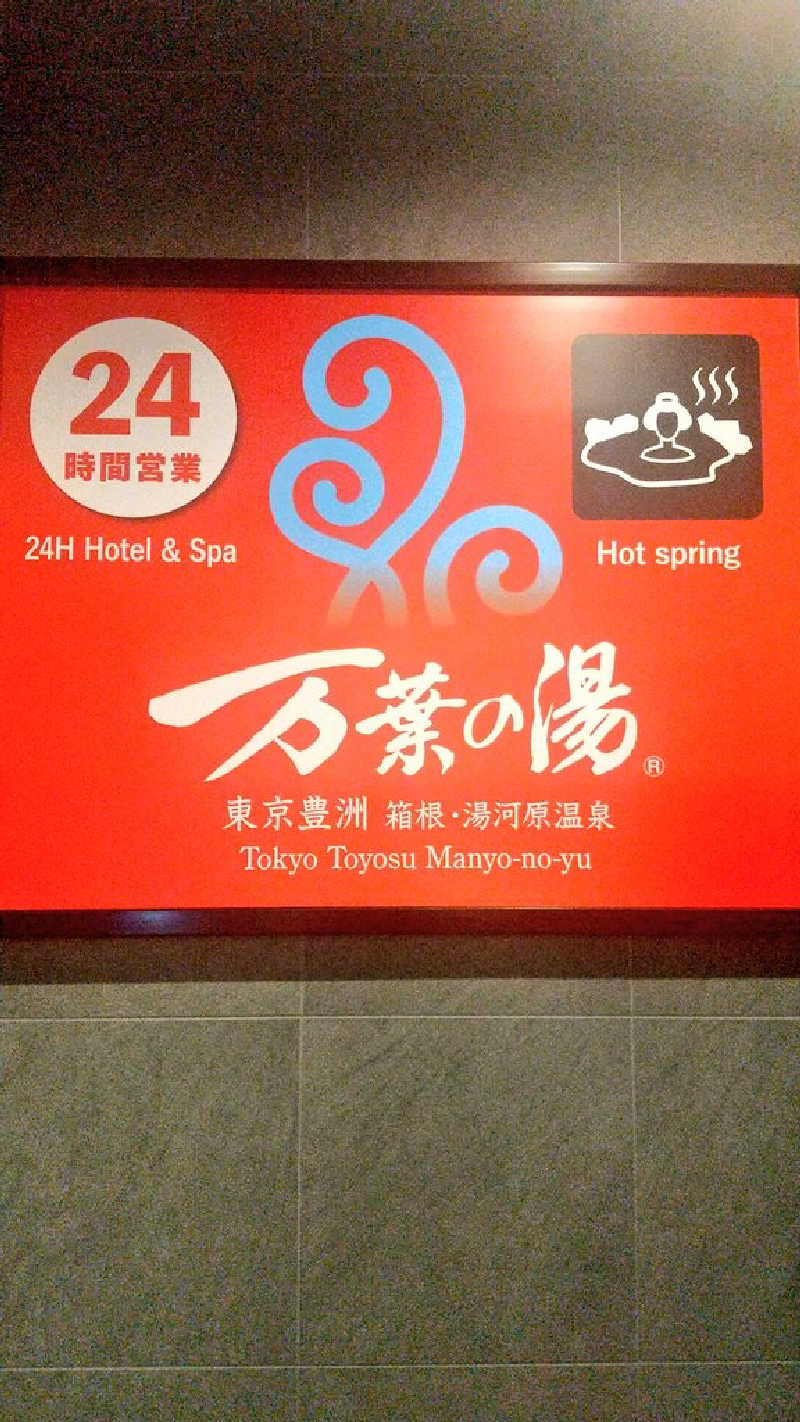 24
時間営業
24H Hotel & Spa
Hot spring
万葉の湯®
東京豊洲 箱根・湯河原温泉
Tokyo Toyosu Manyo-no-yu